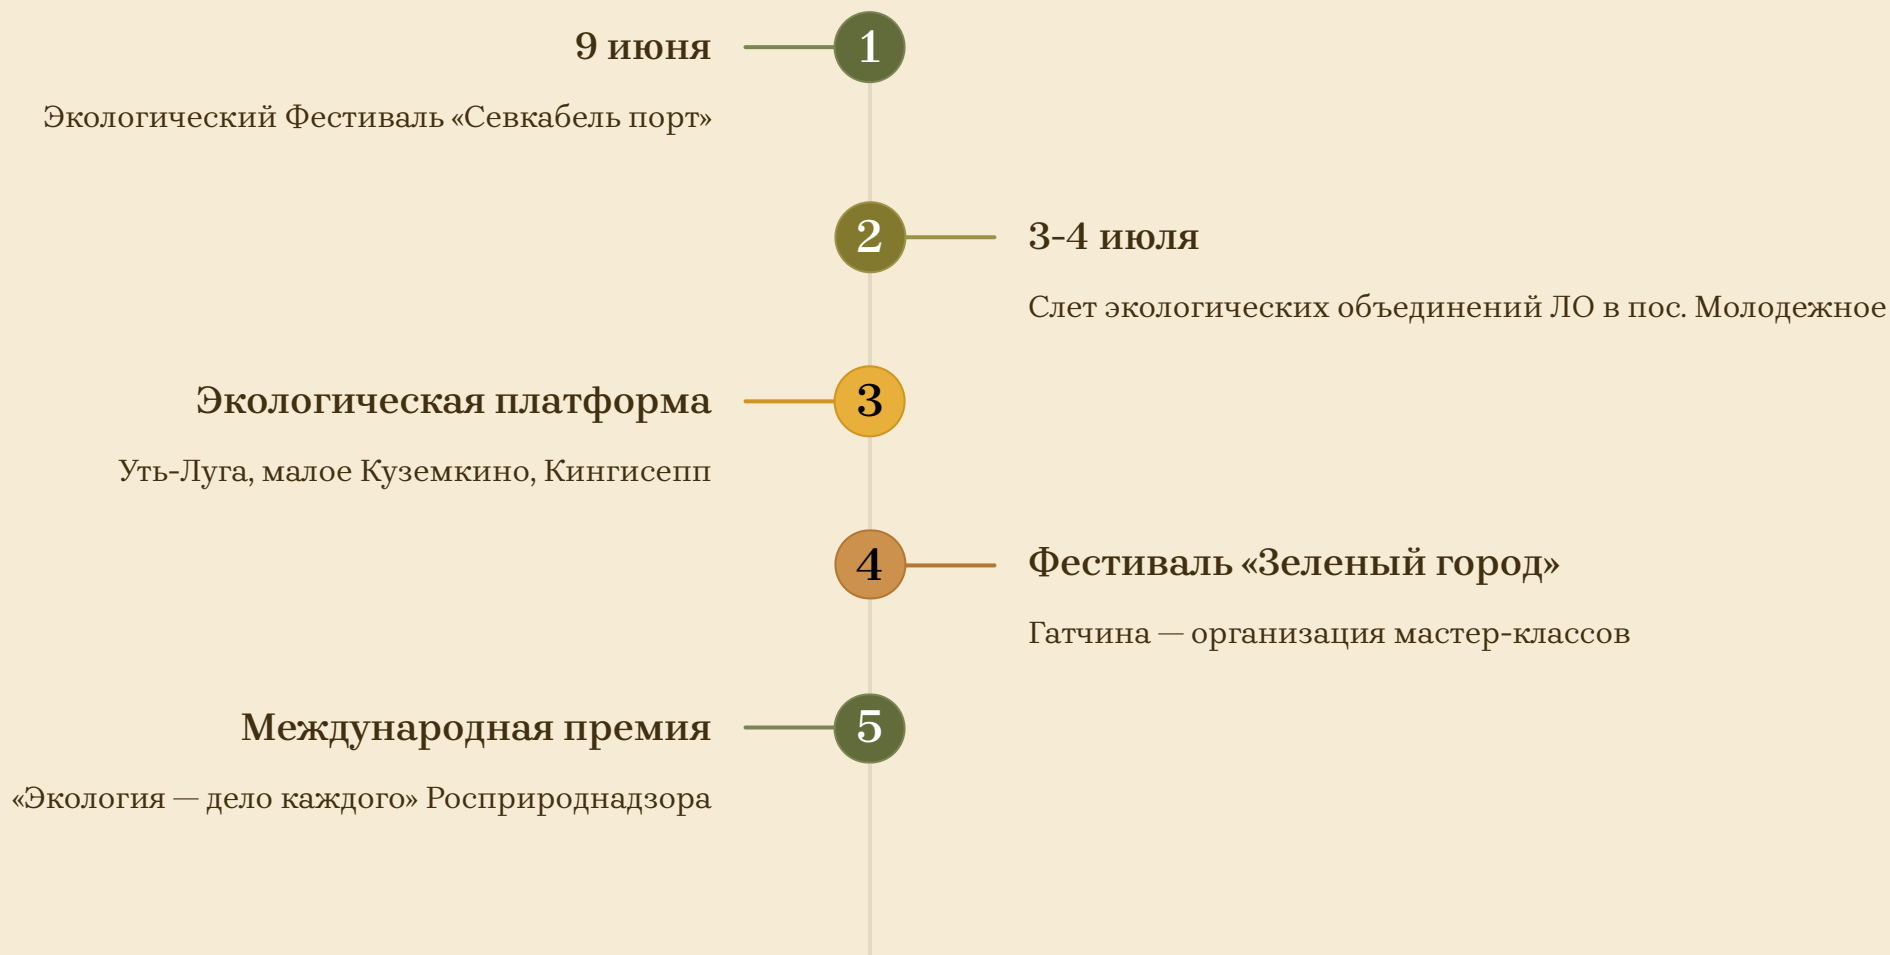 9 июня
1
Экологический Фестиваль «Севкабель порт»
2
3-4 июля
Слет экологических объединений ЛО в пос. Молодежное
Экологическая платформа
3
Уть-Луга, малое Куземкино, Кингисепп
4
Фестиваль «Зеленый город»
Гатчина — организация мастер-классов
Международная премия
5
«Экология — дело каждого» Росприроднадзора